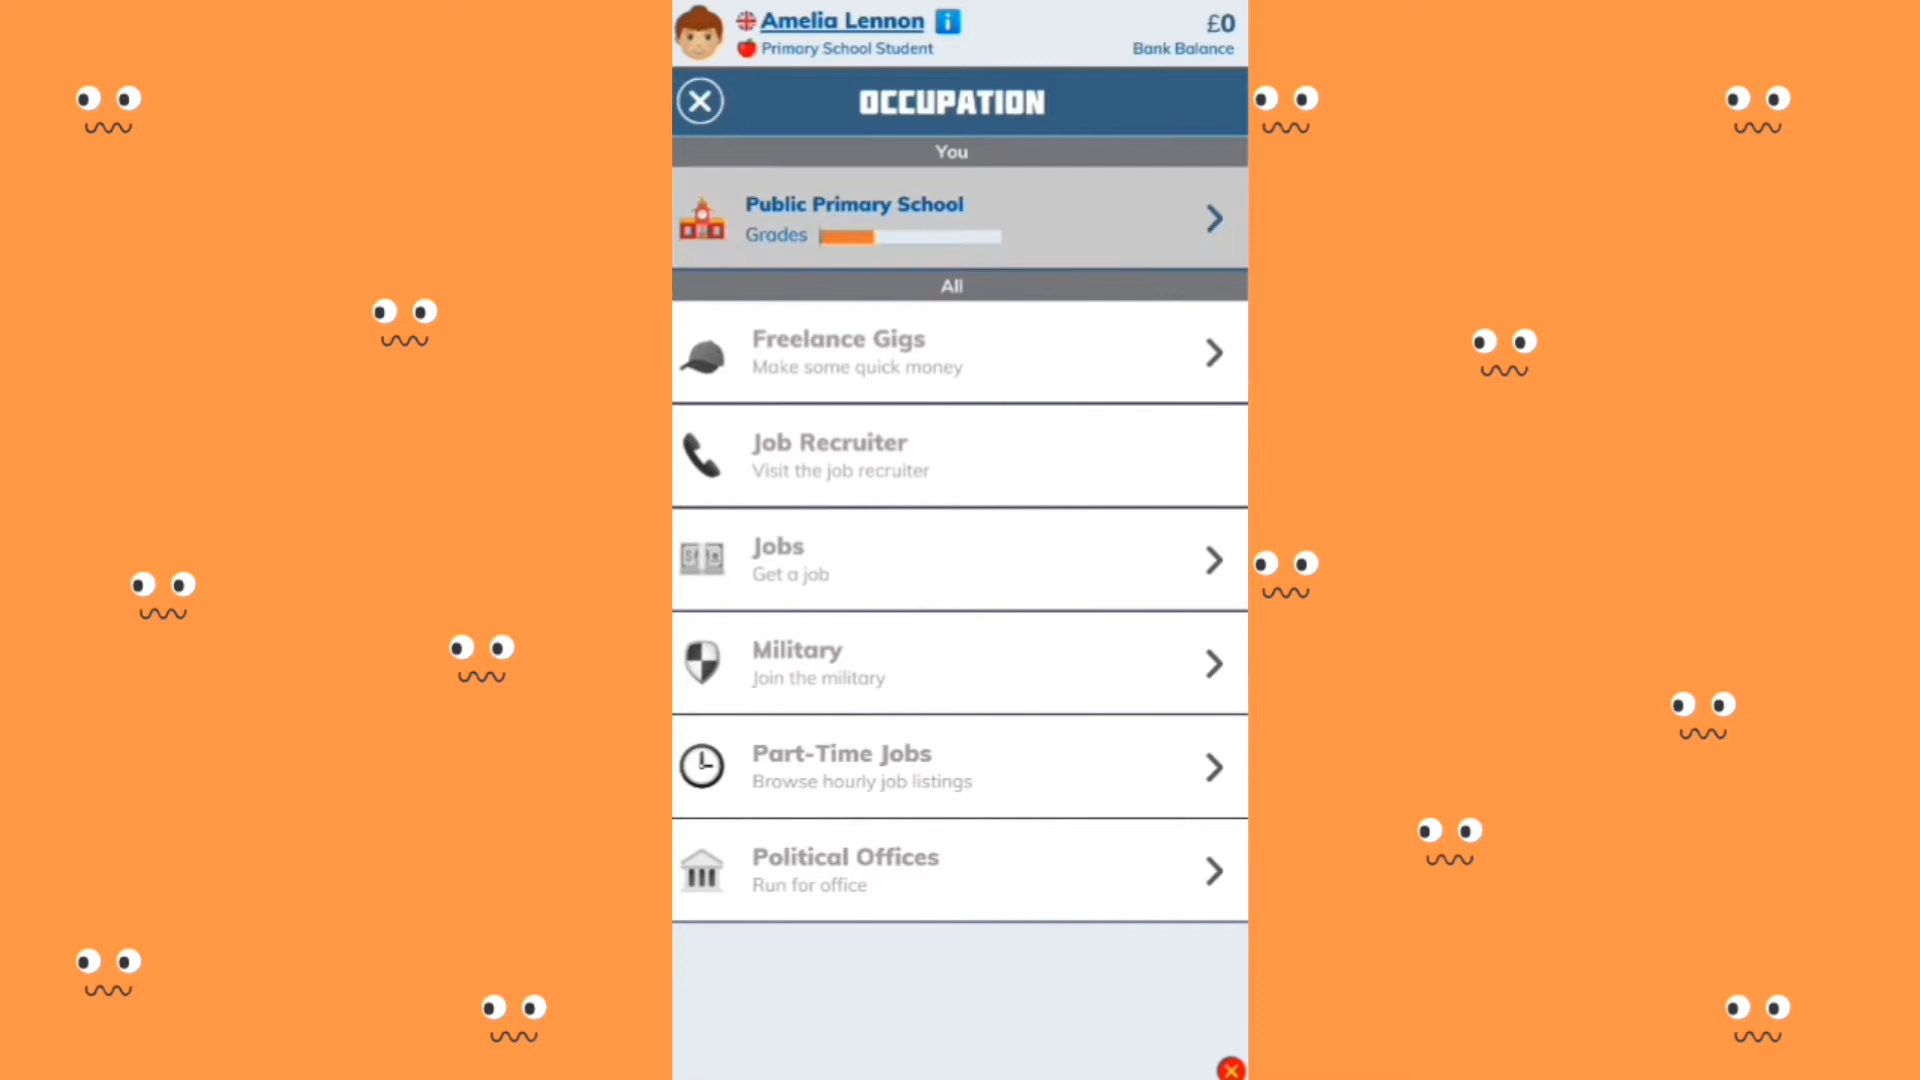 Amelia Lennon
£0
Primary School Student
Bank Balance
OCCUPATION
You
Public Primary School
Grades
All
Freelance Gigs
Make some quick money
Job Recruiter
Visit the job recruiter
Jobs
Get a job
Military
Join the military
Part-Time Jobs
Browse hourly job listings
Political Offices
Run for office